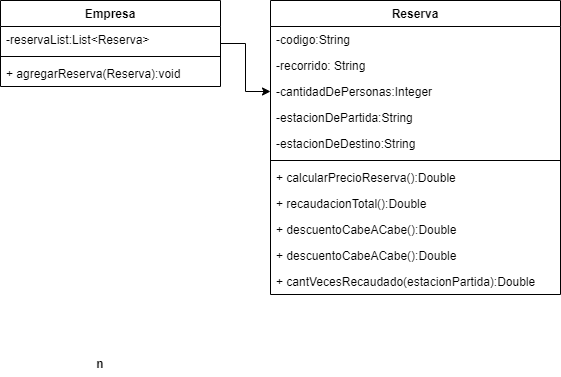 Empresa
-reservaList:List<Reserva>
+ agregarReserva(Reserva):void
Reserva
-codigo:String
-recorrido: String
-cantidadDePersonas:Integer
-estacionDePartida:String
-estacionDeDestino:String
+ calcularPrecioReserva():Double
+ recaudacionTotal():Double
+ descuentoCabeACabe():Double
+ descuentoCabeACabe():Double
+ cantVecesRecaudado(estacionPartida):Double
n